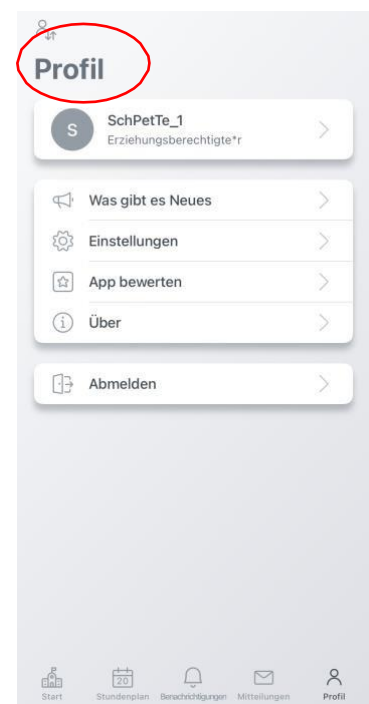 Profil
S
SchPetTe_1
Erziehungsberechtigte*r
Was gibt es Neues
Einstellungen
App bewerten
Über
Abmelden
20
Start Stundenplan Benachrichtigungen Mitteilungen Profil